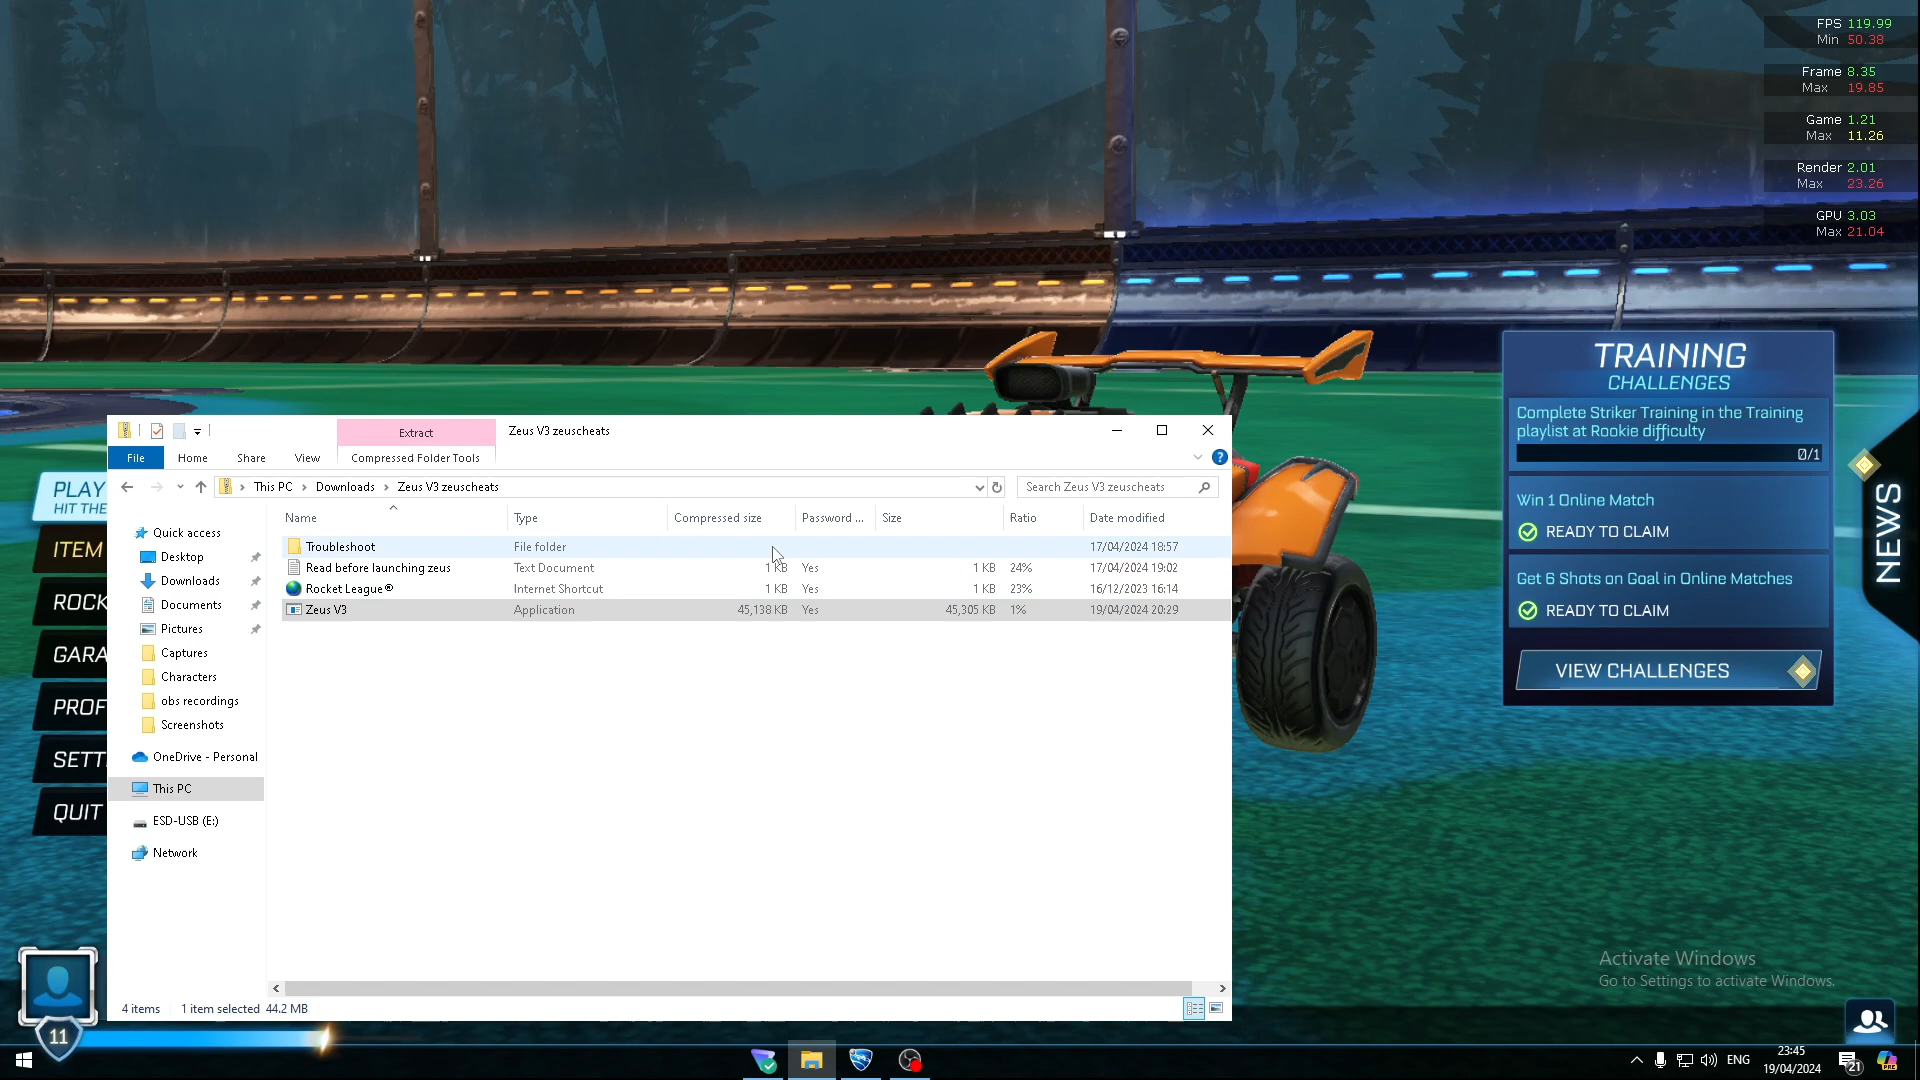 FPS 119.99
Min 50.38
Frame 8.35
Max 19.85
Game 1.21
Max 11.26
Render 2.01
Max 23.26
GPU 3.03
Max 21.04
TRAINING
CHALLENGES
Complete Striker Training in the Training
playlist at Rookie difficulty
0/1
Win 1 Online Match
READY TO CLAIM
Get 6 Shots on Goal in Online Matches
READY TO CLAIM
VIEW CHALLENGES
NEWS
PLAY
HIT THE
ITEM
ROCK
GARA
PROF
SETT
QUIT
11
Extract
Zeus V3 zeuscheats
File
Home
Share
View
Compressed Folder Tools
This PC > Downloads > Zeus V3 zeuscheats
Search Zeus V3 zeuscheats
Quick access
Desktop
Downloads
Documents
Pictures
Captures
Characters
obs recordings
Screenshots
OneDrive - Personal
This PC
ESD-USB (E:)
Network
Name Type Compressed size Password ... Size Ratio Date modified
Troubleshoot File folder 17/04/2024 18:57
Read before launching zeus Text Document 1 KB Yes 1 KB 24% 17/04/2024 19:02
Rocket League® Internet Shortcut 1 KB Yes 1 KB 23% 16/12/2023 16:14
Zeus V3 Application 45,138 KB Yes 45,305 KB 1% 19/04/2024 20:29
4 items 1 item selected 44.2 MB
Activate Windows
Go to Settings to activate Windows.
ENG
23:45
19/04/2024
21
PRE